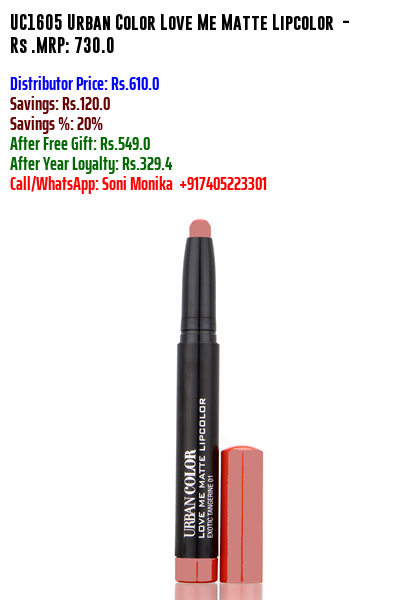 UC1605 Urban Color Love Me Matte Lipcolor -
Rs .MRP: 730.0
Distributor Price: Rs.610.0
Savings: Rs.120.0
Savings %: 20%
After Free Gift: Rs.549.0
After Year Loyalty: Rs.329.4
Call/WhatsApp: Soni Monika +917405223301
URBAN COLOR
LOVE ME MATTE LIPCOLOR
EXOTIC TANGERINE 01